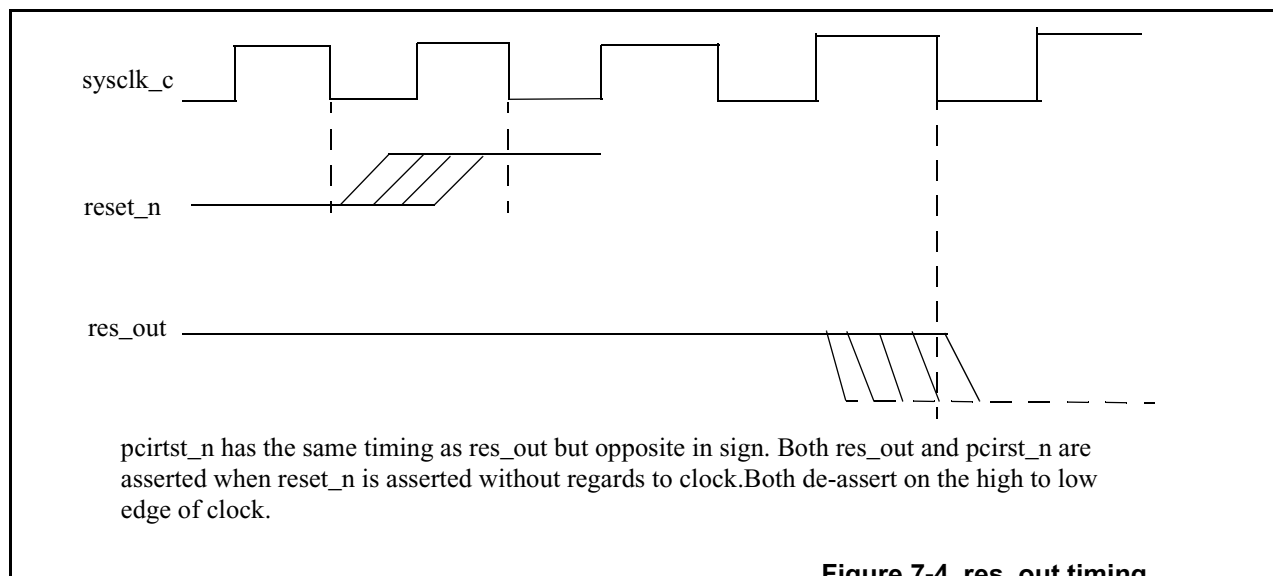 sysclk_c
reset_n
res_out
pcirtst_n has the same timing as res_out but opposite in sign. Both res_out and pcirst_n are
asserted when reset_n is asserted without regards to clock.Both de-assert on the high to low
edge of clock.
Figure 7-4 res_out timing